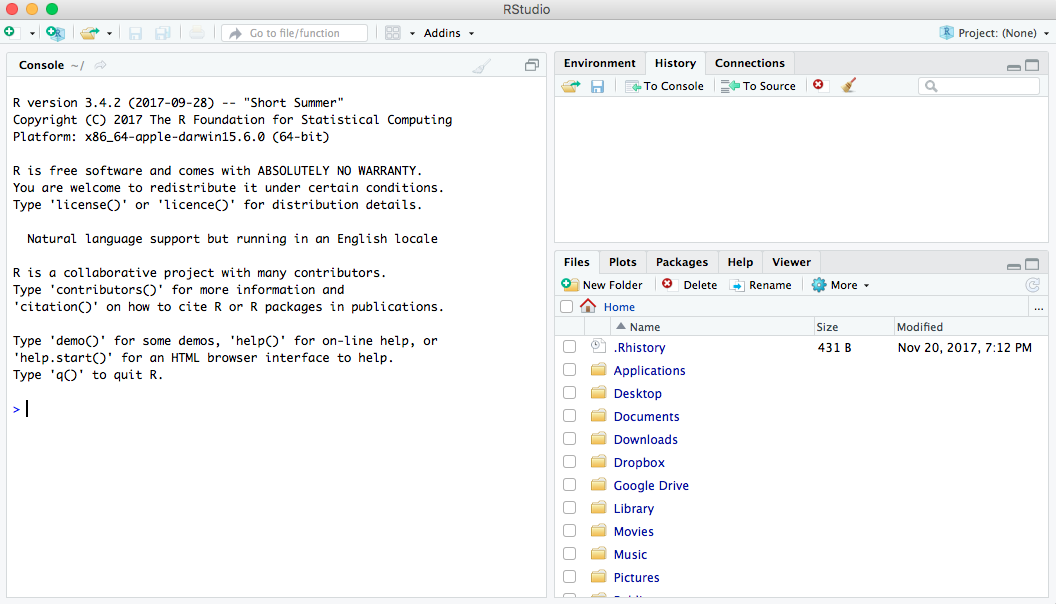 RStudio
Go to file/function
Addins
Project: (None)
Console ~/
R version 3.4.2 (2017-09-28) -- "Short Summer"
Copyright (C) 2017 The R Foundation for Statistical Computing
Platform: x86_64-apple-darwin15.6.0 (64-bit)
R is free software and comes with ABSOLUTELY NO WARRANTY.
You are welcome to redistribute it under certain conditions.
Type 'license()' or 'licence()' for distribution details.
Natural language support but running in an English locale
R is a collaborative project with many contributors.
Type 'contributors()' for more information and
'citation()' on how to cite R or R packages in publications.
Type 'demo()' for some demos, 'help()' for on-line help, or
'help.start()' for an HTML browser interface to help.
Type 'q()' to quit R.
>
Environment History Connections
To Console To Source
Files Plots Packages Help Viewer
New Folder Delete Rename More
Home ...
Name Size Modified
.Rhistory 431 B Nov 20, 2017, 7:12 PM
Applications
Desktop
Documents
Downloads
Dropbox
Google Drive
Library
Movies
Music
Pictures